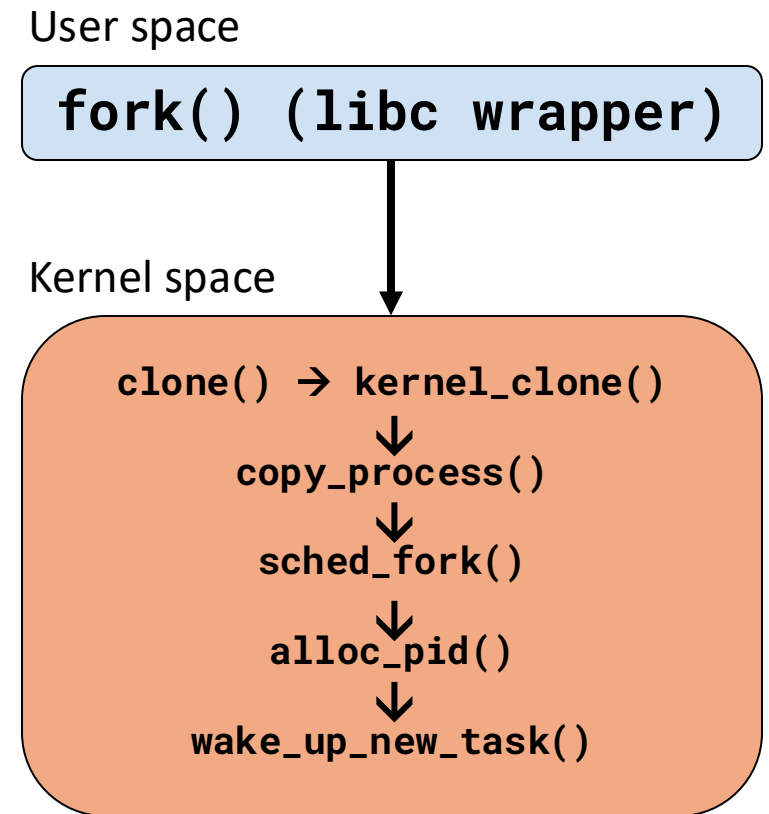 User space
fork() (libc wrapper)
Kernel space
clone() → kernel_clone()
copy_process()
sched_fork()
alloc_pid()
wake_up_new_task()